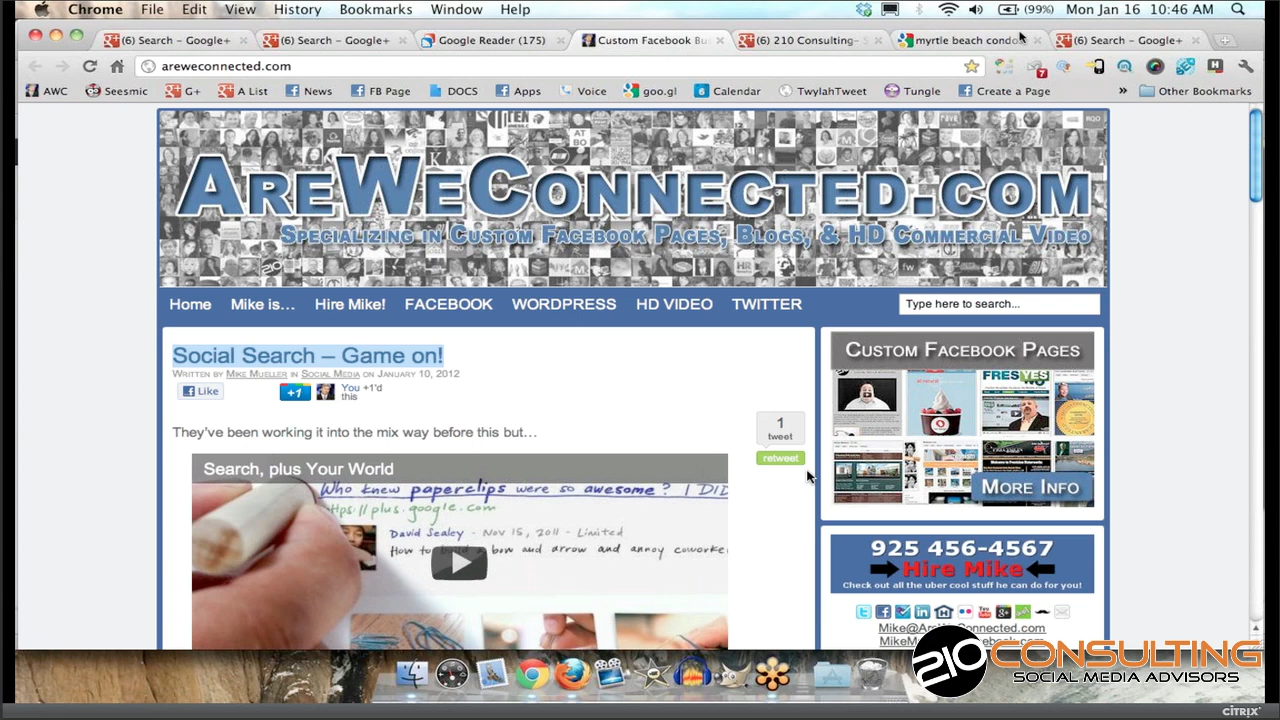 Chrome File Edit View History Bookmarks Window Help (99%) Mon Jan 16 10:46 AM
(6) Search – Google+ (6) Search – Google+ Google Reader (175) Custom Facebook Bu (6) 210 Consulting- S myrtle beach condo (6) Search – Google+
areweconnected.com 7
AWC Seesmic G+ A List News FB Page DOCS Apps Voice goo.gl 6 Calendar TwylahTweet Tungle Create a Page » Other Bookmarks
AreWeConnected.com
Specializing in Custom Facebook Pages, Blogs, & HD Commercial Video
Home Mike is… Hire Mike! FACEBOOK WORDPRESS HD VIDEO TWITTER Type here to search...
Social Search – Game on!
Written by Mike Mueller in Social Media on January 10, 2012
Like +1 You +1'd
this
They've been working it into the mix way before this but…
1
tweet
retweet
Search, plus Your World
Who knew paperclips were so awesome? I DID
ttps://plus.google.com
David Sealey - Nov 15, 2011 - Limited
How to build a bow and arrow and annoy coworke
Custom Facebook Pages
FRES YES
More Info
925 456-4567
Hire Mike
Check out all the uber cool stuff he can do for you!
Mike@AreWeConnected.com
210 CONSULTING
SOCIAL MEDIA ADVISORS
CITRIX